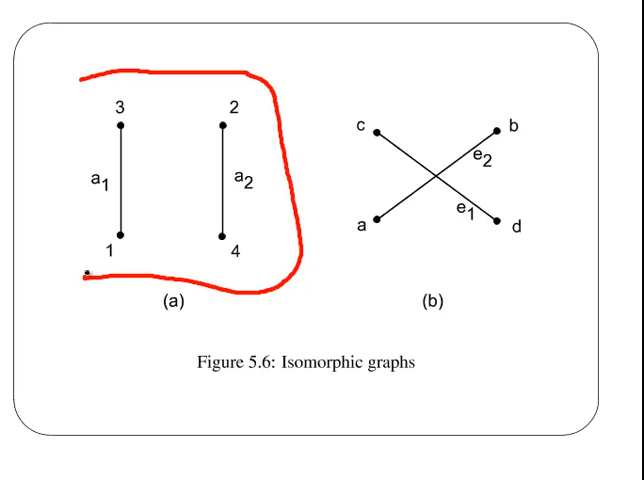 3 2
c b
a1 a2 e2
e1
a d
1 4
(a) (b)
Figure 5.6: Isomorphic graphs